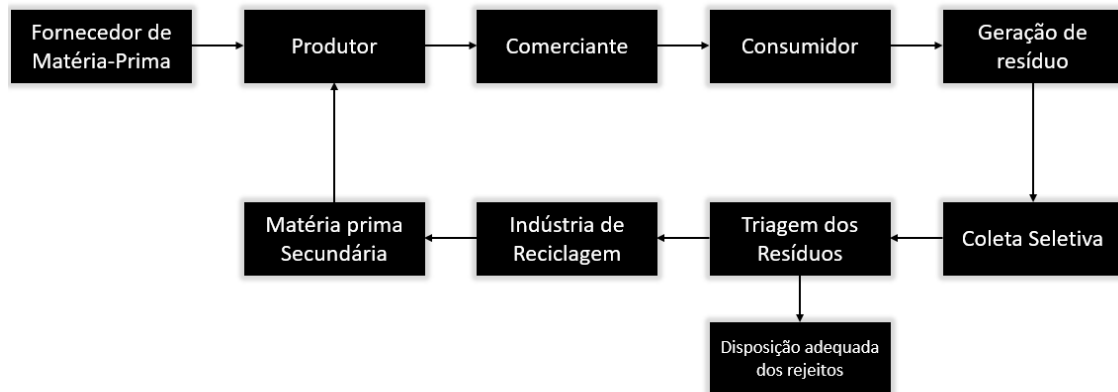 Fornecedor de
Matéria-Prima
Produtor
Comerciante
Consumidor
Geração de
resíduo
Matéria prima
Secundária
Indústria de
Reciclagem
Triagem dos
Resíduos
Coleta Seletiva
Disposição adequada
dos rejeitos